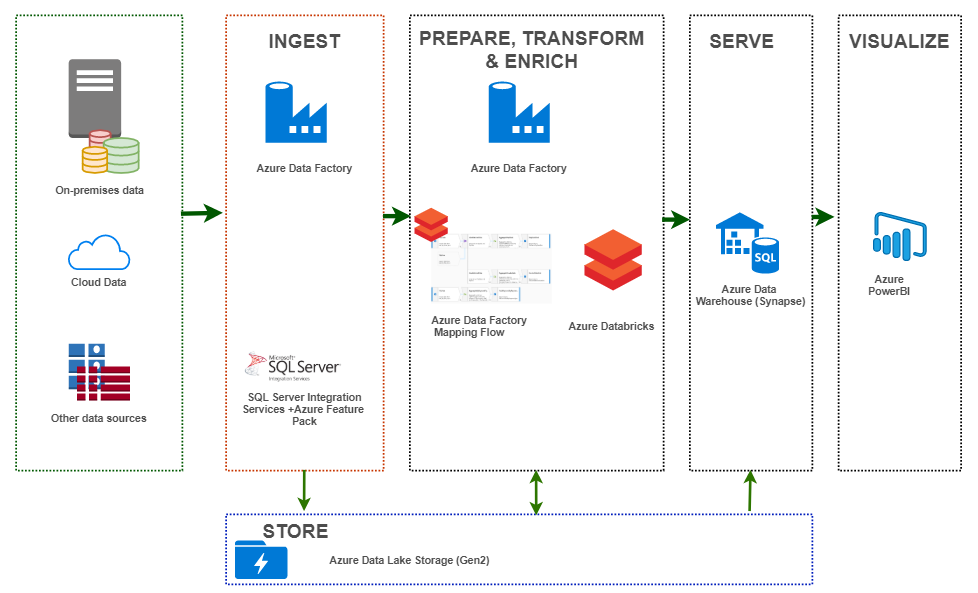 INGEST
PREPARE, TRANSFORM
& ENRICH
SERVE
VISUALIZE
On-premises data
Cloud Data
Other data sources
Azure Data Factory
Microsoft
SQL Server
Integration Services
SQL Server Integration
Services +Azure Feature
Pack
Azure Data Factory
Azure Data Factory
Mapping Flow
Azure Databricks
SQL
Azure Data
Warehouse (Synapse)
Azure
PowerBI
STORE
Azure Data Lake Storage (Gen2)